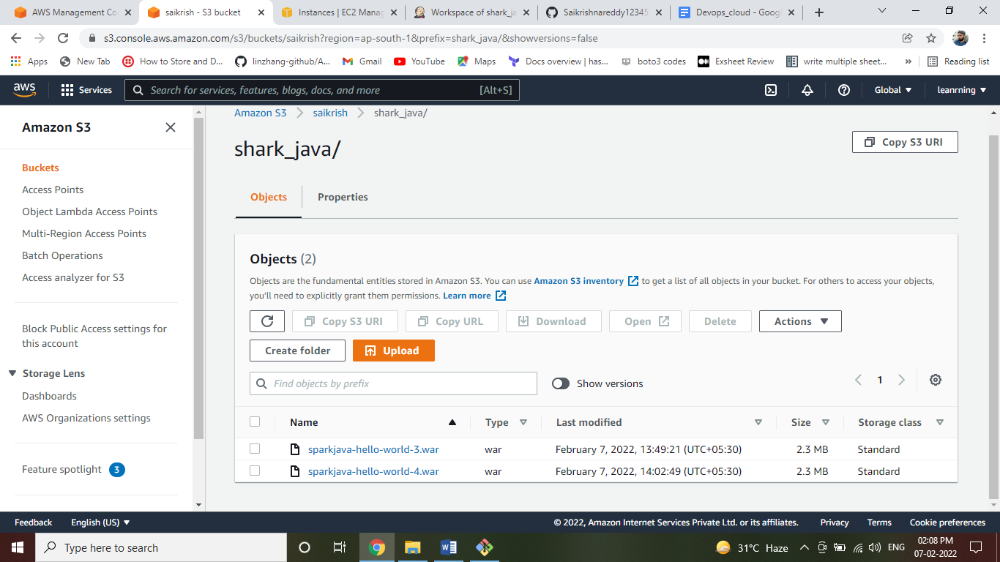 AWS Management Co
saikrish - S3 bucket
Instances | EC2 Manag
Workspace of shark_ja
Saikrishnareddy12345
Devops_cloud - Goog
s3.console.aws.amazon.com/s3/buckets/saikrish?region=ap-south-1&prefix=shark_java/&showversions=false
Apps
New Tab
How to Store and D...
linzhang-github/A...
Gmail
YouTube
Maps
Docs overview | has...
boto3 codes
Exsheet Review
write multiple sheet...
»
Reading list
aws
Services
Search for services, features, blogs, docs, and more
[Alt+S]
Global
leanrning
Amazon S3
Buckets
Access Points
Object Lambda Access Points
Multi-Region Access Points
Batch Operations
Access analyzer for S3
Block Public Access settings for
this account
Storage Lens
Dashboards
AWS Organizations settings
Feature spotlight 3
Amazon S3 > saikrish > shark_java/
shark_java/
Copy S3 URI
Objects
Properties
Objects (2)
Objects are the fundamental entities stored in Amazon S3. You can use Amazon S3 inventory to get a list of all objects in your bucket. For others to access your objects,
you'll need to explicitly grant them permissions. Learn more
Copy S3 URI
Copy URL
Download
Open
Delete
Actions
Create folder
Upload
Find objects by prefix
Show versions
1
Name Type Last modified Size Storage class
sparkjava-hello-world-3.war war February 7, 2022, 13:49:21 (UTC+05:30) 2.3 MB Standard
sparkjava-hello-world-4.war war February 7, 2022, 14:02:49 (UTC+05:30) 2.3 MB Standard
Feedback
English (US)
© 2022, Amazon Internet Services Private Ltd. or its affiliates.
Privacy
Terms
Cookie preferences
Type here to search
31°C Haze
ENG
02:08 PM
07-02-2022